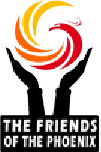 THE FRIENDS
OF THE PHOENIX